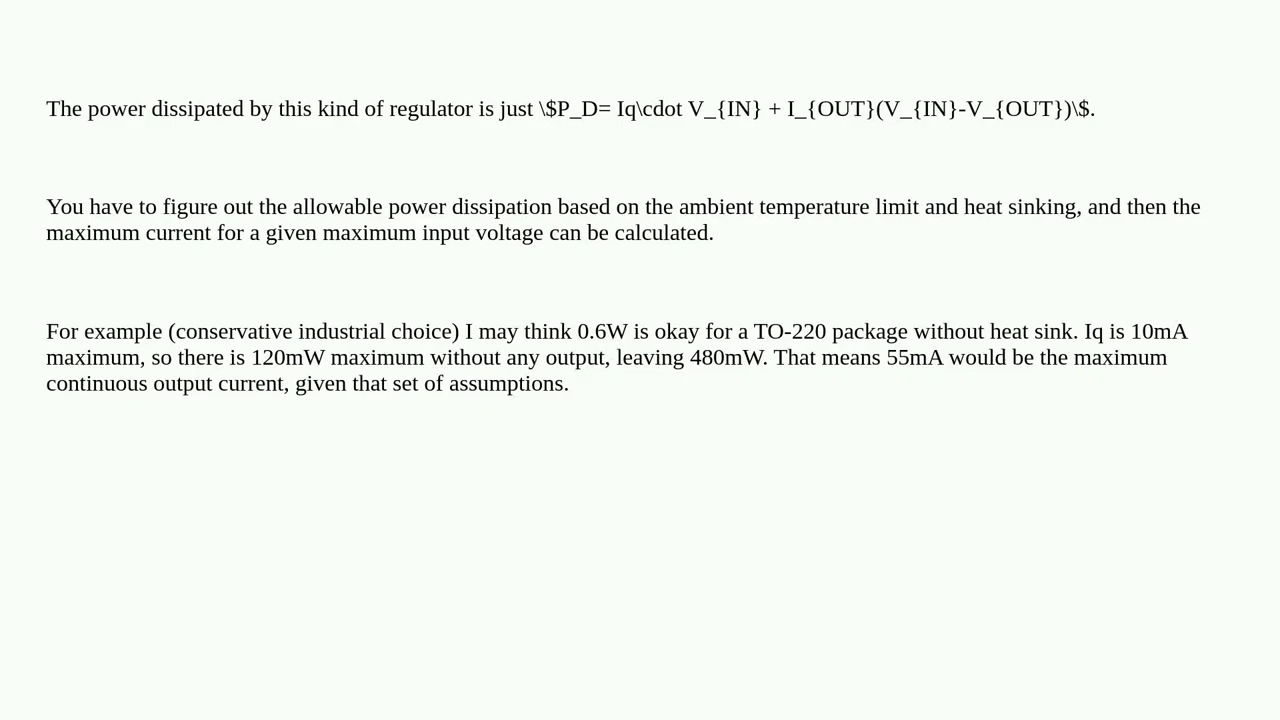 The power dissipated by this kind of regulator is just \$P_D= Iq\cdot V_{IN} + I_{OUT}(V_{IN}-V_{OUT})\$.
You have to figure out the allowable power dissipation based on the ambient temperature limit and heat sinking, and then the
maximum current for a given maximum input voltage can be calculated.
For example (conservative industrial choice) I may think 0.6W is okay for a TO-220 package without heat sink. Iq is 10mA
maximum, so there is 120mW maximum without any output, leaving 480mW. That means 55mA would be the maximum
continuous output current, given that set of assumptions.